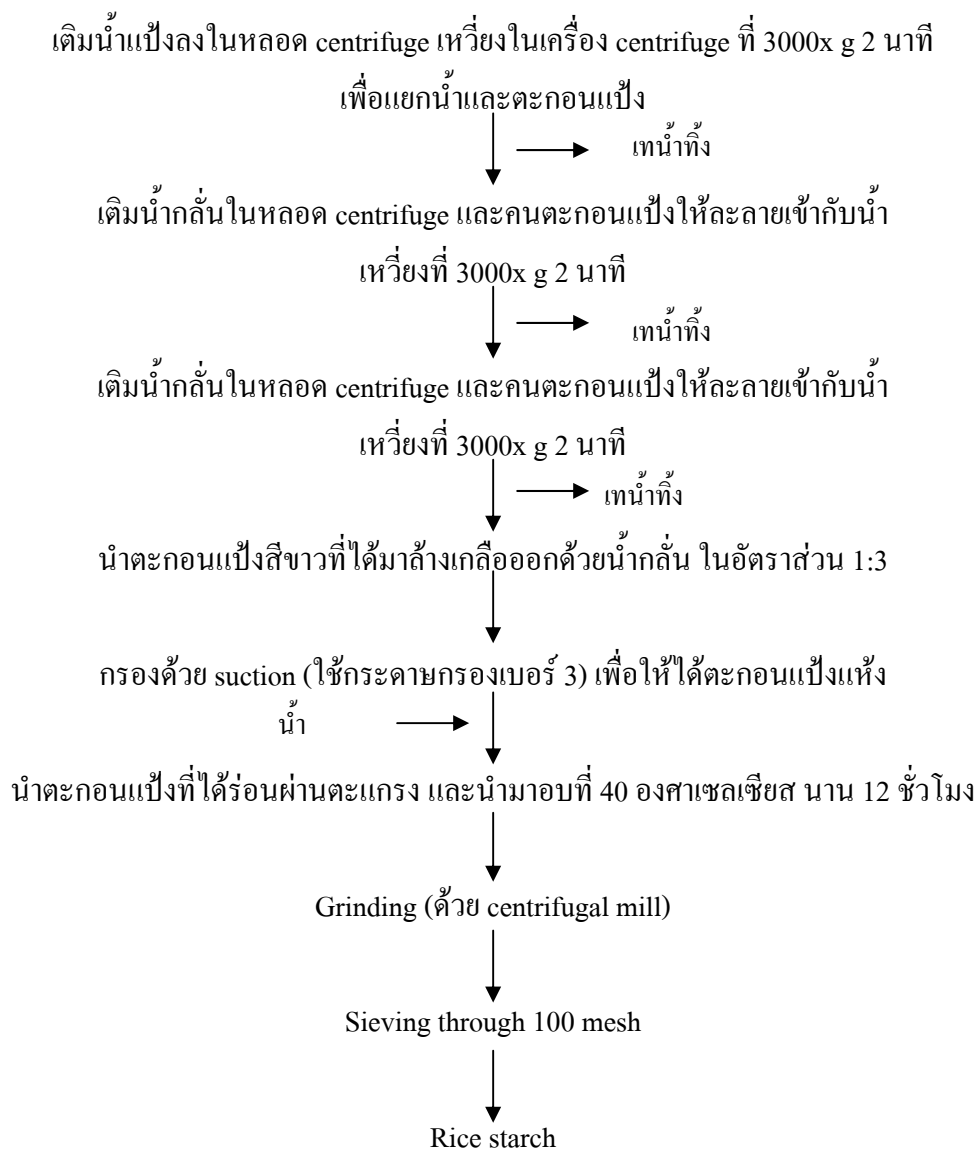 เติมน้ำแป้งลงในหลอด centrifuge เหวี่ยงในเครื่อง centrifuge ที่ 3000x g 2 นาที
เพื่อแยกน้ำและตะกอนแป้ง
เทน้ำทิ้ง
เติมน้ำกลั่นในหลอด centrifuge และคนตะกอนแป้งให้ละลายเข้ากับน้ำ
เหวี่ยงที่ 3000x g 2 นาที
เทน้ำทิ้ง
เติมน้ำกลั่นในหลอด centrifuge และคนตะกอนแป้งให้ละลายเข้ากับน้ำ
เหวี่ยงที่ 3000x g 2 นาที
เทน้ำทิ้ง
นำตะกอนแป้งสีขาวที่ได้มาล้างเกลือออกด้วยน้ำกลั่น ในอัตราส่วน 1:3
กรองด้วย suction (ใช้กระดาษกรองเบอร์ 3) เพื่อให้ได้ตะกอนแป้งแห้ง
น้ำ
นำตะกอนแป้งที่ได้ร่อนผ่านตะแกรง และนำมาอบที่ 40 องศาเซลเซียส นาน 12 ชั่วโมง
Grinding (ด้วย centrifugal mill)
Sieving through 100 mesh
Rice starch